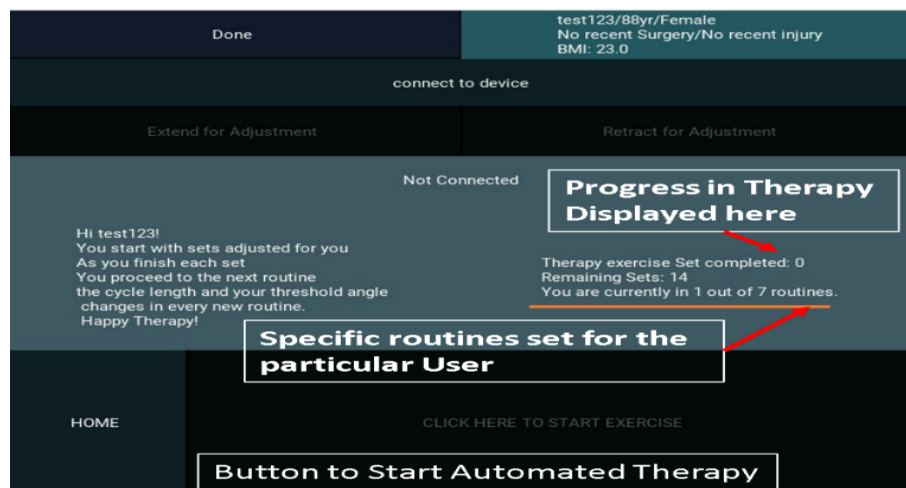 Done
test123/88yr/Female
No recent Surgery/No recent injury
BMI: 23.0
connect to device
Extend for Adjustment
Retract for Adjustment
Not Connected
Progress in Therapy
Displayed here
Hi test123!
You start with sets adjusted for you
As you finish each set
You proceed to the next routine
the cycle length and your threshold angle
changes in every new routine.
Happy Therapy!
Therapy exercise Set completed: 0
Remaining Sets: 14
You are currently in 1 out of 7 routines.
Specific routines set for the
particular User
HOME
CLICK HERE TO START EXERCISE
Button to Start Automated Therapy